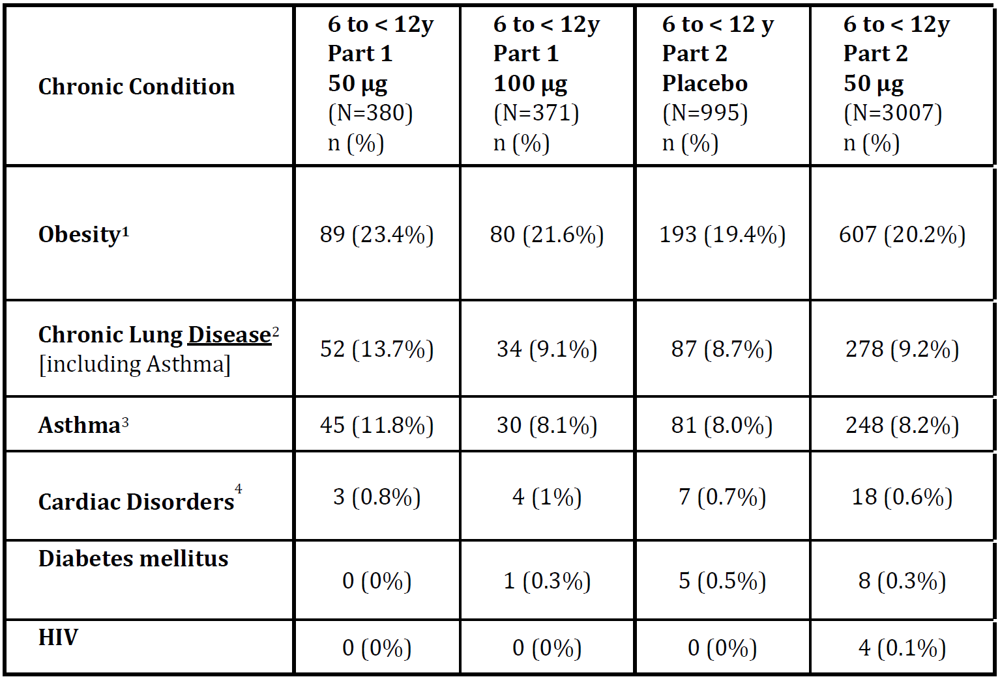 Chronic Condition
6 to < 12y
Part 1
50 µg
(N=380)
n (%)
6 to < 12y
Part 1
100 µg
(N=371)
n (%)
6 to < 12 y
Part 2
Placebo
(N=995)
n (%)
6 to < 12y
Part 2
50 µg
(N=3007)
n (%)
Obesity¹
89 (23.4%)
80 (21.6%)
193 (19.4%)
607 (20.2%)
Chronic Lung Disease²
[including Asthma]
52 (13.7%)
34 (9.1%)
87 (8.7%)
278 (9.2%)
Asthma³
45 (11.8%)
30 (8.1%)
81 (8.0%)
248 (8.2%)
Cardiac Disorders⁴
3 (0.8%)
4 (1%)
7 (0.7%)
18 (0.6%)
Diabetes mellitus
0 (0%)
1 (0.3%)
5 (0.5%)
8 (0.3%)
HIV
0 (0%)
0 (0%)
0 (0%)
4 (0.1%)